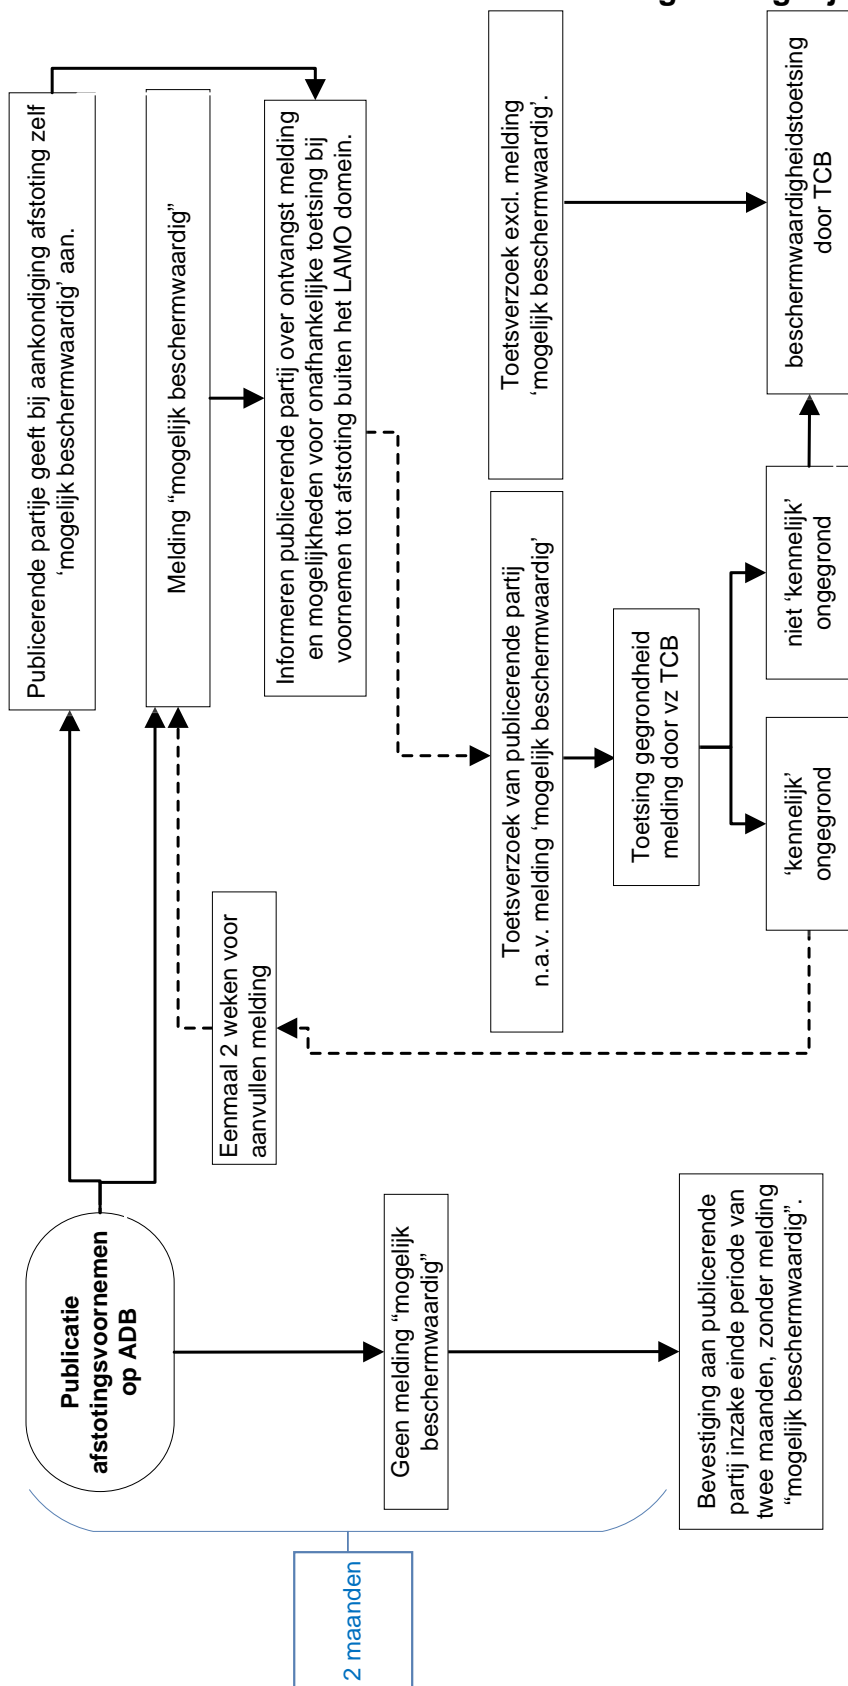 2 maanden
Publicatie
afstotingsvoornemen
op ADB
Geen melding “mogelijk
beschermwaardig”
Bevestiging aan publicerende
partij inzake einde periode van
twee maanden, zonder melding
“mogelijk beschermwaardig”.
Eenmaal 2 weken voor
aanvullen melding
Publicerende partije geeft bij aankondiging afstoting zelf
‘mogelijk beschermwaardig’ aan.
Melding “mogelijk beschermwaardig”
Informeren publicerende partij over ontvangst melding
en mogelijkheden voor onafhankelijke toetsing bij
voornemen tot afstoting buiten het LAMO domein.
Toetsverzoek van publicerende partij
n.a.v. melding ‘mogelijk beschermwaardig’
Toetsing gegrondheid
melding door vz TCB
‘kennelijk’
ongegrond
niet ‘kennelijk’
ongegrond
Toetsverzoek excl. melding
‘mogelijk beschermwaardig’.
beschermwaardigheidstoetsing
door TCB